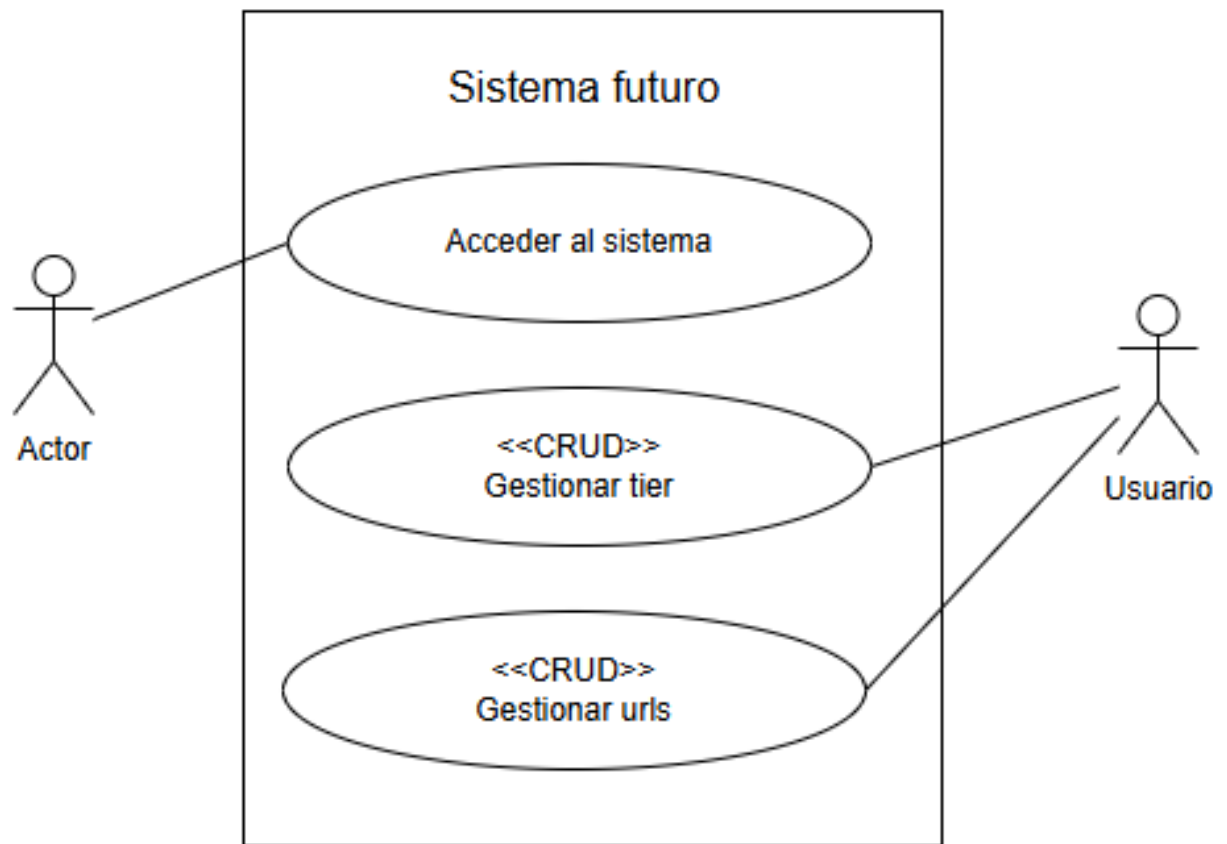 Sistema futuro
Acceder al sistema
Actor
<<CRUD>>
Gestionar tier
Usuario
<<CRUD>>
Gestionar urls